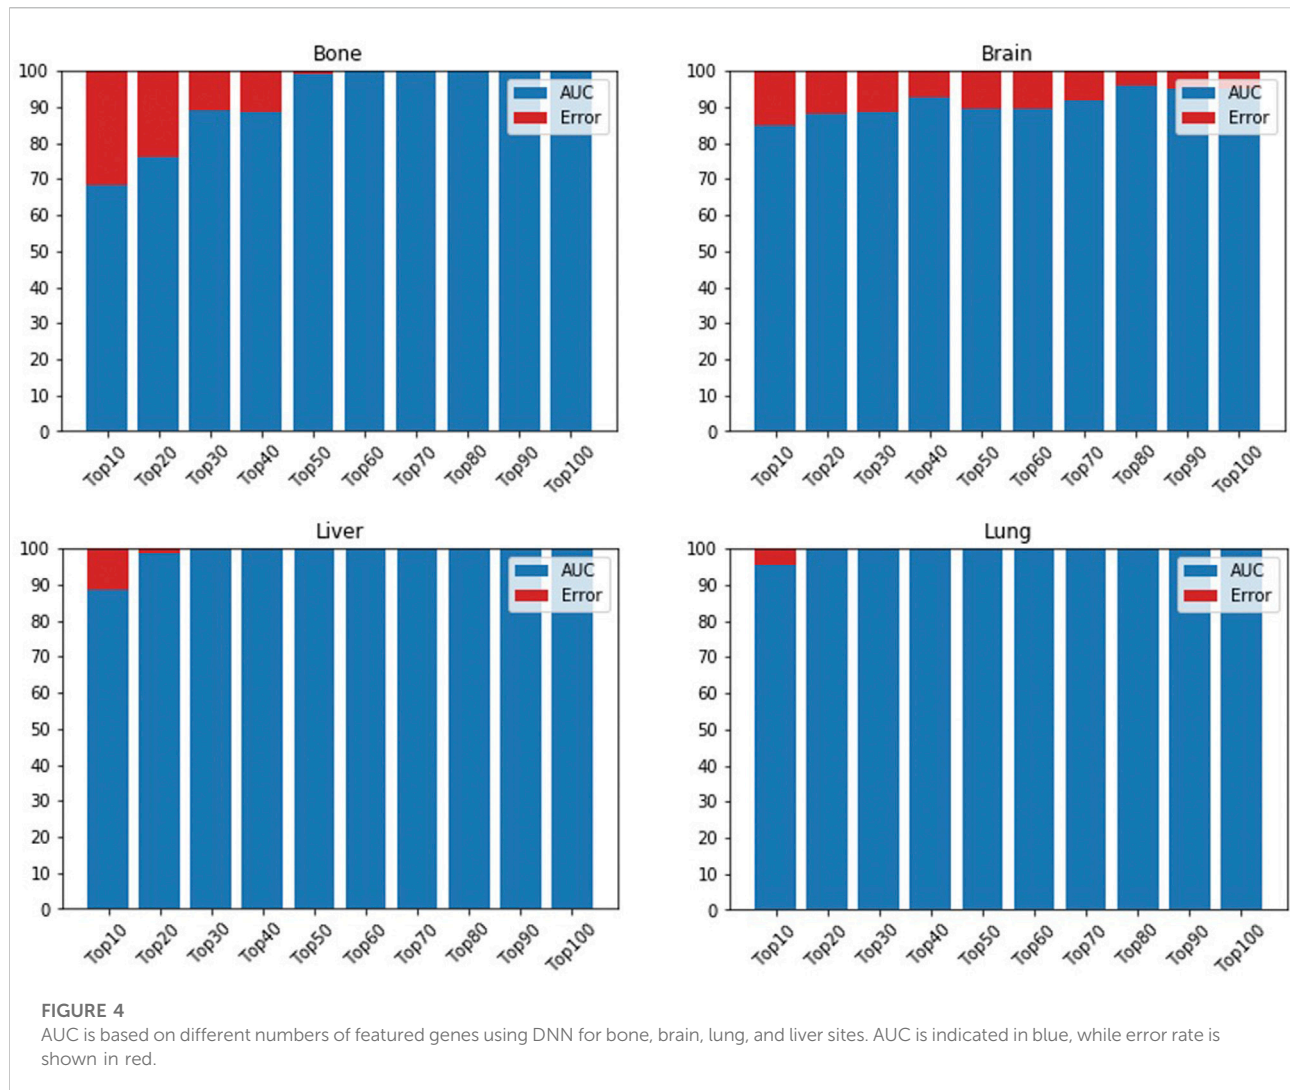 Bone
100
90
80
70
60
50
40
30
20
10
0
AUC
Error
Top10 Top20 Top30 Top40 Top50 Top60 Top70 Top80 Top90 Top100
Brain
100
90
80
70
60
50
40
30
20
10
0
AUC
Error
Top10 Top20 Top30 Top40 Top50 Top60 Top70 Top80 Top90 Top100
Liver
100
90
80
70
60
50
40
30
20
10
0
AUC
Error
Top10 Top20 Top30 Top40 Top50 Top60 Top70 Top80 Top90 Top100
Lung
100
90
80
70
60
50
40
30
20
10
0
AUC
Error
Top10 Top20 Top30 Top40 Top50 Top60 Top70 Top80 Top90 Top100
FIGURE 4
AUC is based on different numbers of featured genes using DNN for bone, brain, lung, and liver sites. AUC is indicated in blue, while error rate is
shown in red.